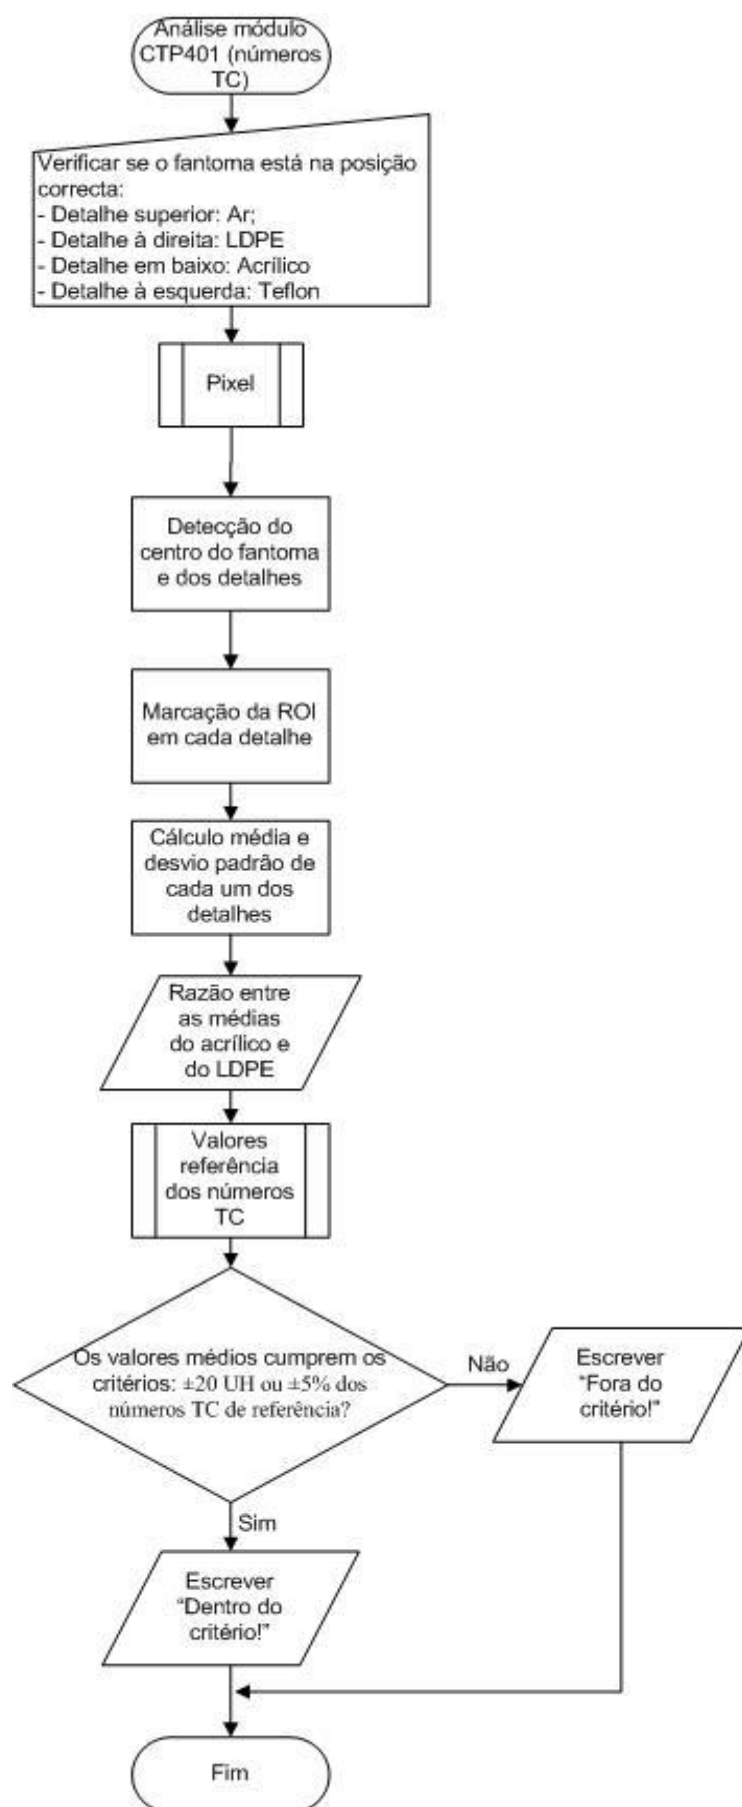 Análise módulo
CTP401 (números
TC)
Verificar se o fantoma está na posição
correcta:
- Detalhe superior: Ar;
- Detalhe à direita: LDPE
- Detalhe em baixo: Acrílico
- Detalhe à esquerda: Teflon
Pixel
Detecção do
centro do fantoma
e dos detalhes
Marcação da ROI
em cada detalhe
Cálculo média e
desvio padrão de
cada um dos
detalhes
Razão entre
as médias
do acrílico e
do LDPE
Valores
referência
dos números
TC
Os valores médios cumprem os
critérios: ±20 UH ou ±5% dos
números TC de referência?
Não
Escrever
“Fora do
critério!”
Sim
Escrever
“Dentro do
critério!”
Fim